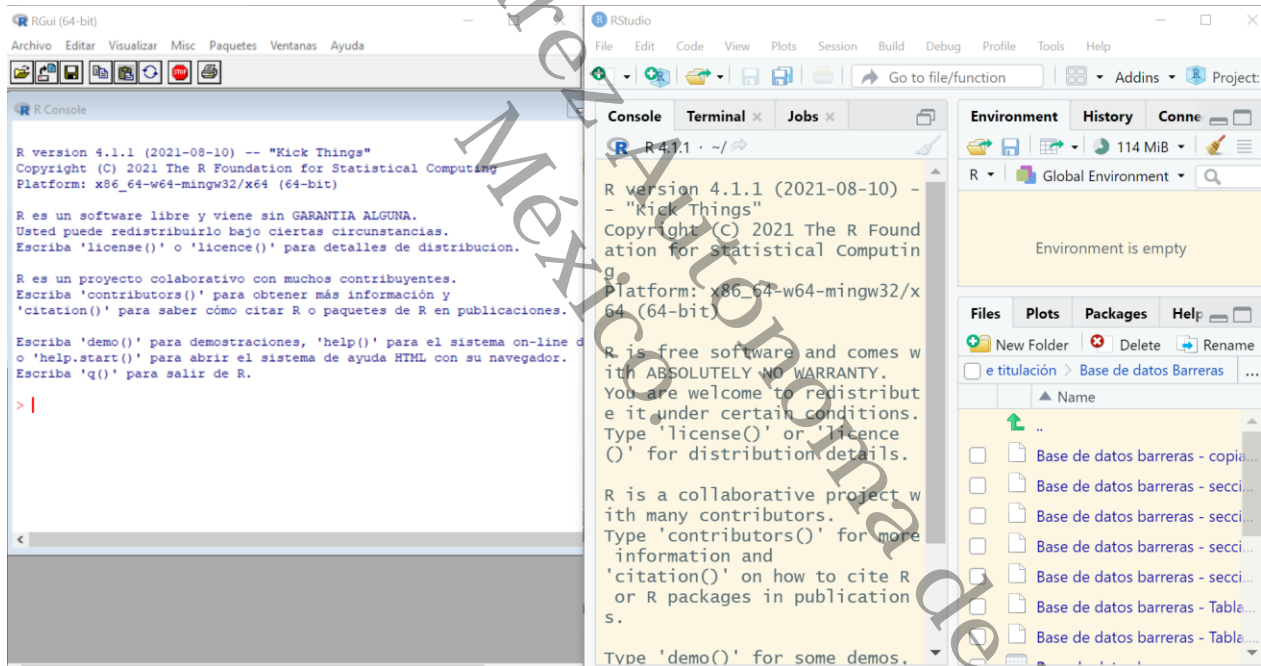 RGui (64-bit)
Archivo Editar Visualizar Misc Paquetes Ventanas Ayuda
STOP
R Console
R version 4.1.1 (2021-08-10) -- "Kick Things"
Copyright (C) 2021 The R Foundation for Statistical Computing
Platform: x86_64-w64-mingw32/x64 (64-bit)
R es un software libre y viene sin GARANTIA ALGUNA.
Usted puede redistribuirlo bajo ciertas circunstancias.
Escriba 'license()' o 'licence()' para detalles de distribucion.
R es un proyecto colaborativo con muchos contribuyentes.
Escriba 'contributors()' para obtener más información y
'citation()' para saber cómo citar R o paquetes de R en publicaciones.
Escriba 'demo()' para demostraciones, 'help()' para el sistema on-line d
o 'help.start()' para abrir el sistema de ayuda HTML con su navegador.
Escriba 'q()' para salir de R.
>
RStudio
File Edit Code View Plots Session Build Debug Profile Tools Help
Go to file/function Addins Project:
Console Terminal Jobs
R 4.1.1 · ~/
R version 4.1.1 (2021-08-10) -
- "Kick Things"
Copyright (C) 2021 The R Found
ation for Statistical Computin
g
Platform: x86_64-w64-mingw32/x
64 (64-bit)
R is free software and comes w
ith ABSOLUTELY NO WARRANTY.
You are welcome to redistribut
e it under certain conditions.
Type 'license()' or 'licence
()' for distribution details.
R is a collaborative project w
ith many contributors.
Type 'contributors()' for more
information and
'citation()' on how to cite R
or R packages in publication
s.
Type 'demo()' for some demos,
Environment History Conne
114 MiB
R Global Environment
Environment is empty
Files Plots Packages Help
New Folder Delete Rename
e titulación > Base de datos Barreras ...
Name
..
Base de datos barreras - copia...
Base de datos barreras - secci...
Base de datos barreras - secci...
Base de datos barreras - secci...
Base de datos barreras - secci...
Base de datos barreras - Tabla...
Base de datos barreras - Tabla...
rez Autónoma de
México.